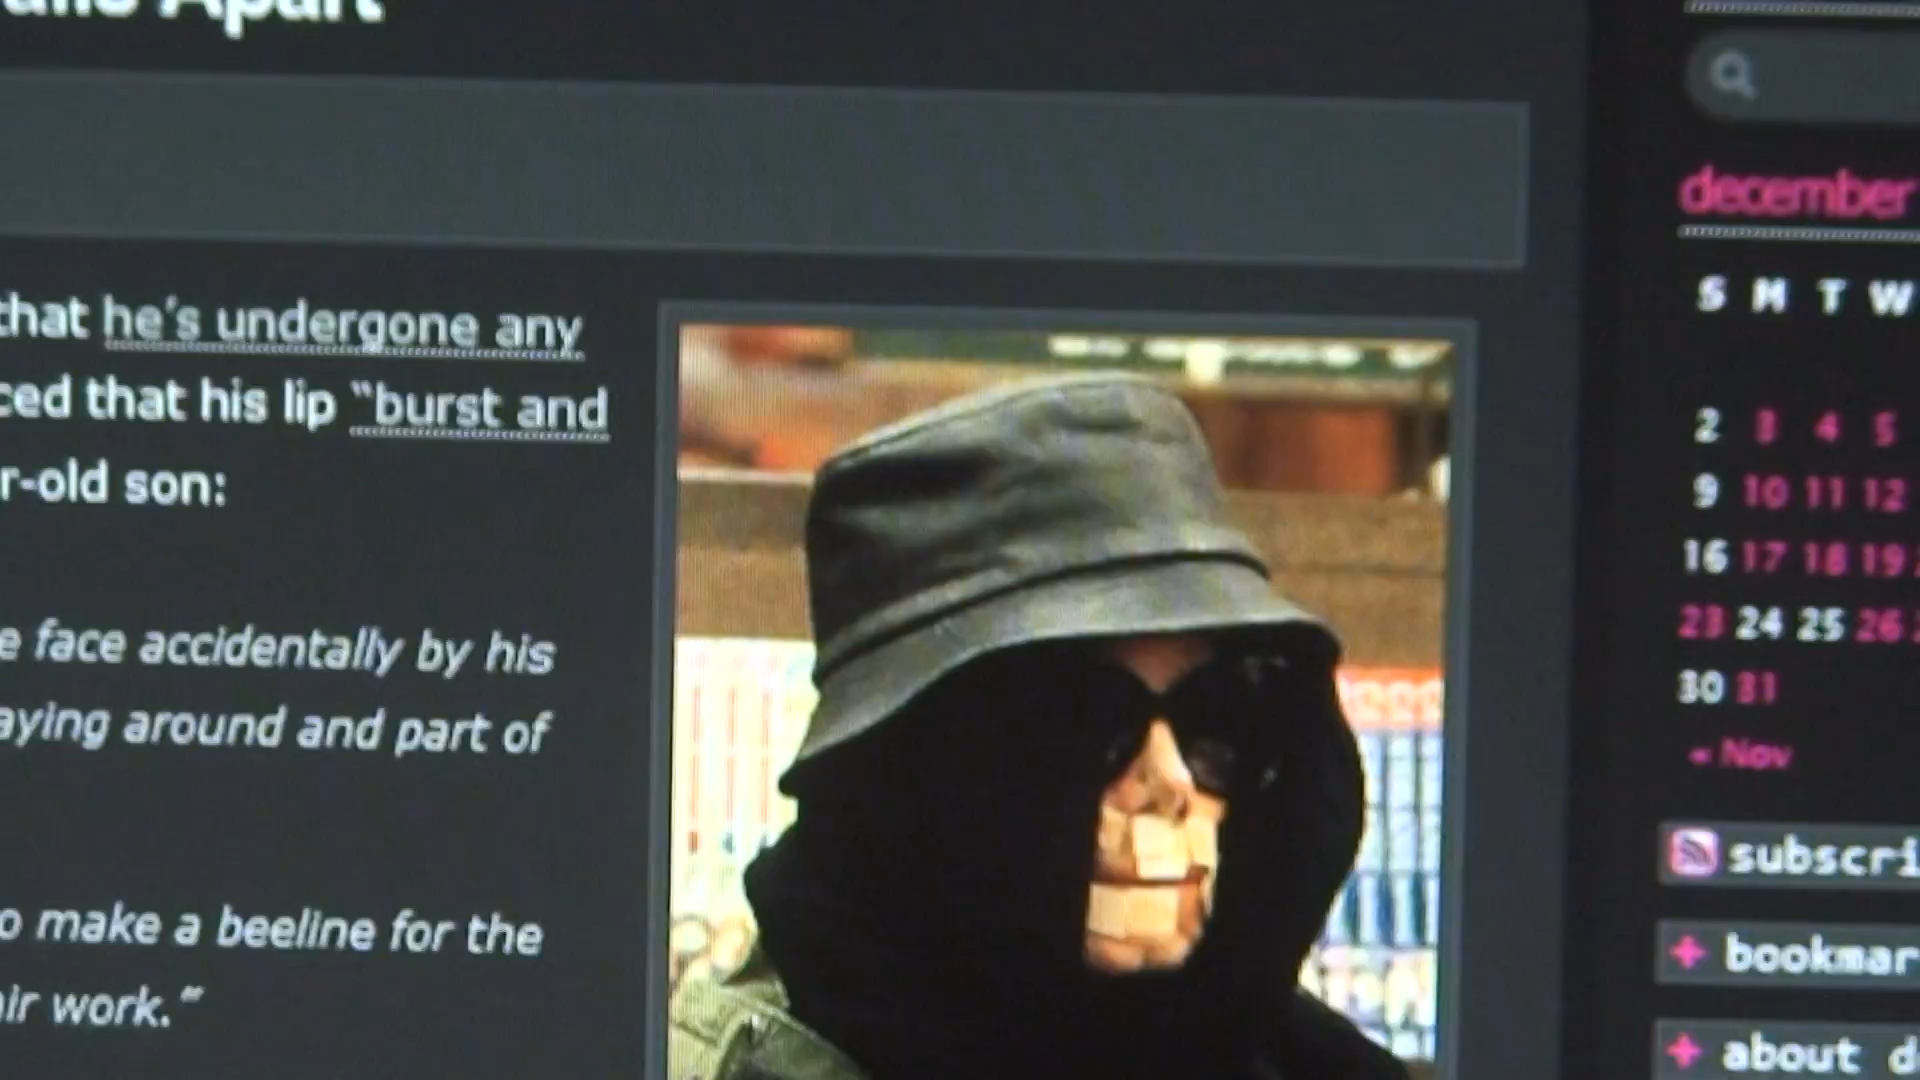 Apart
that he's undergone any
ced that his lip "burst and
r-old son:
e face accidentally by his
aying around and part of
o make a beeline for the
air work."
december
S M T W
2 3 4 5
9 10 11 12
16 17 18 19
23 24 25 26
30 31
« Nov
subscri
+ bookmar
+ about d